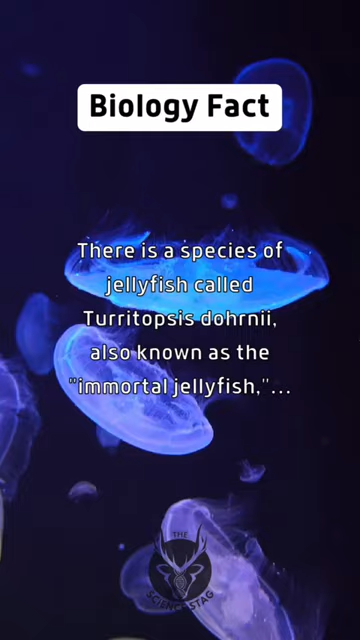 Biology Fact
There is a species of
jellyfish called
Turritopsis dohrnii,
also known as the
"immortal jellyfish,"...
THE
SCIENCE STAG